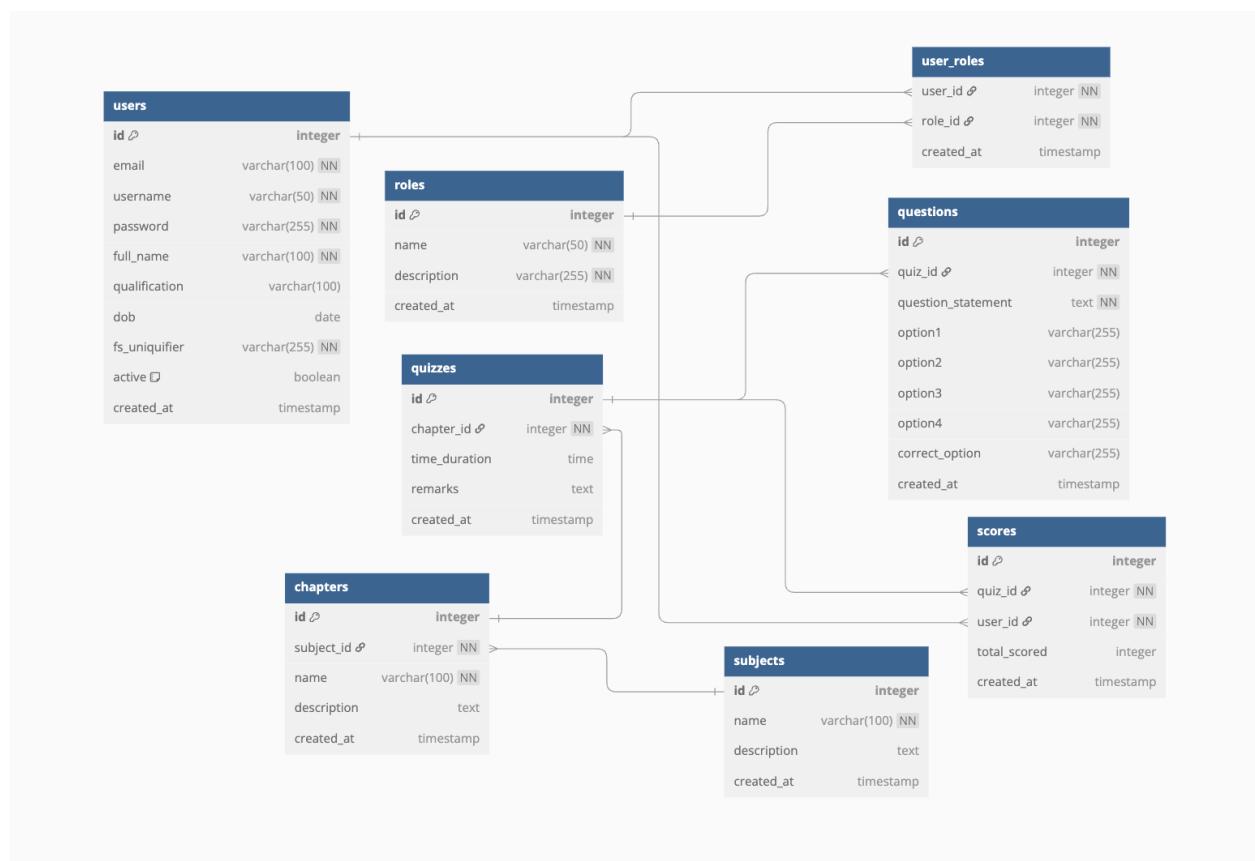 users
id integer
email varchar(100) NN
username varchar(50) NN
password varchar(255) NN
full_name varchar(100) NN
qualification varchar(100)
dob date
fs_uniquifier varchar(255) NN
active boolean
created_at timestamp
roles
id integer
name varchar(50) NN
description varchar(255) NN
created_at timestamp
user_roles
user_id integer NN
role_id integer NN
created_at timestamp
questions
id integer
quiz_id integer NN
question_statement text NN
option1 varchar(255)
option2 varchar(255)
option3 varchar(255)
option4 varchar(255)
correct_option varchar(255)
created_at timestamp
quizzes
id integer
chapter_id integer NN
time_duration time
remarks text
created_at timestamp
scores
id integer
quiz_id integer NN
user_id integer NN
total_scored integer
created_at timestamp
chapters
id integer
subject_id integer NN
name varchar(100) NN
description text
created_at timestamp
subjects
id integer
name varchar(100) NN
description text
created_at timestamp